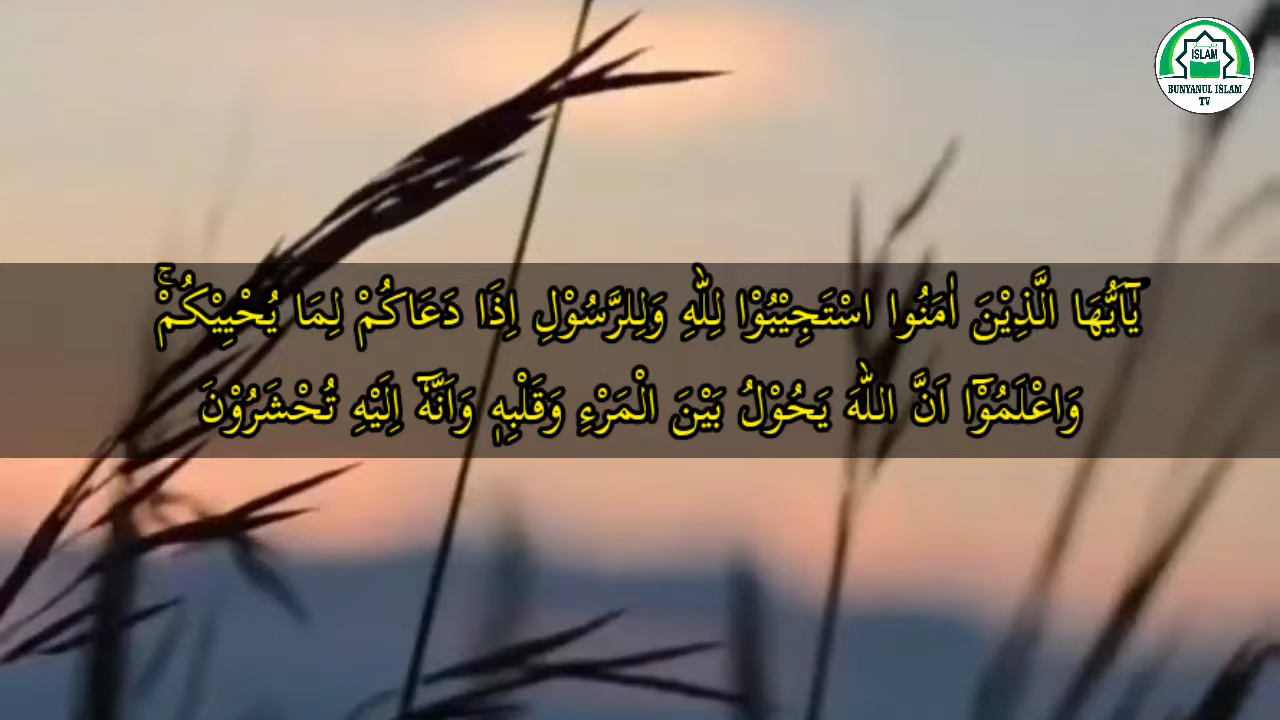 يٰٓاَيُّهَا الَّذِيْنَ اٰمَنُوا اسْتَجِيْبُوْا لِلّٰهِ وَلِلرَّسُوْلِ اِذَا دَعَاكُمْ لِمَا يُحْيِيْكُمْۚ
وَاعْلَمُوْٓا اَنَّ اللّٰهَ يَحُوْلُ بَيْنَ الْمَرْءِ وَقَلْبِهٖ وَاَنَّهٗٓ اِلَيْهِ تُحْشَرُوْنَ
ISLAM
BUNYANUL ISLAM
TV